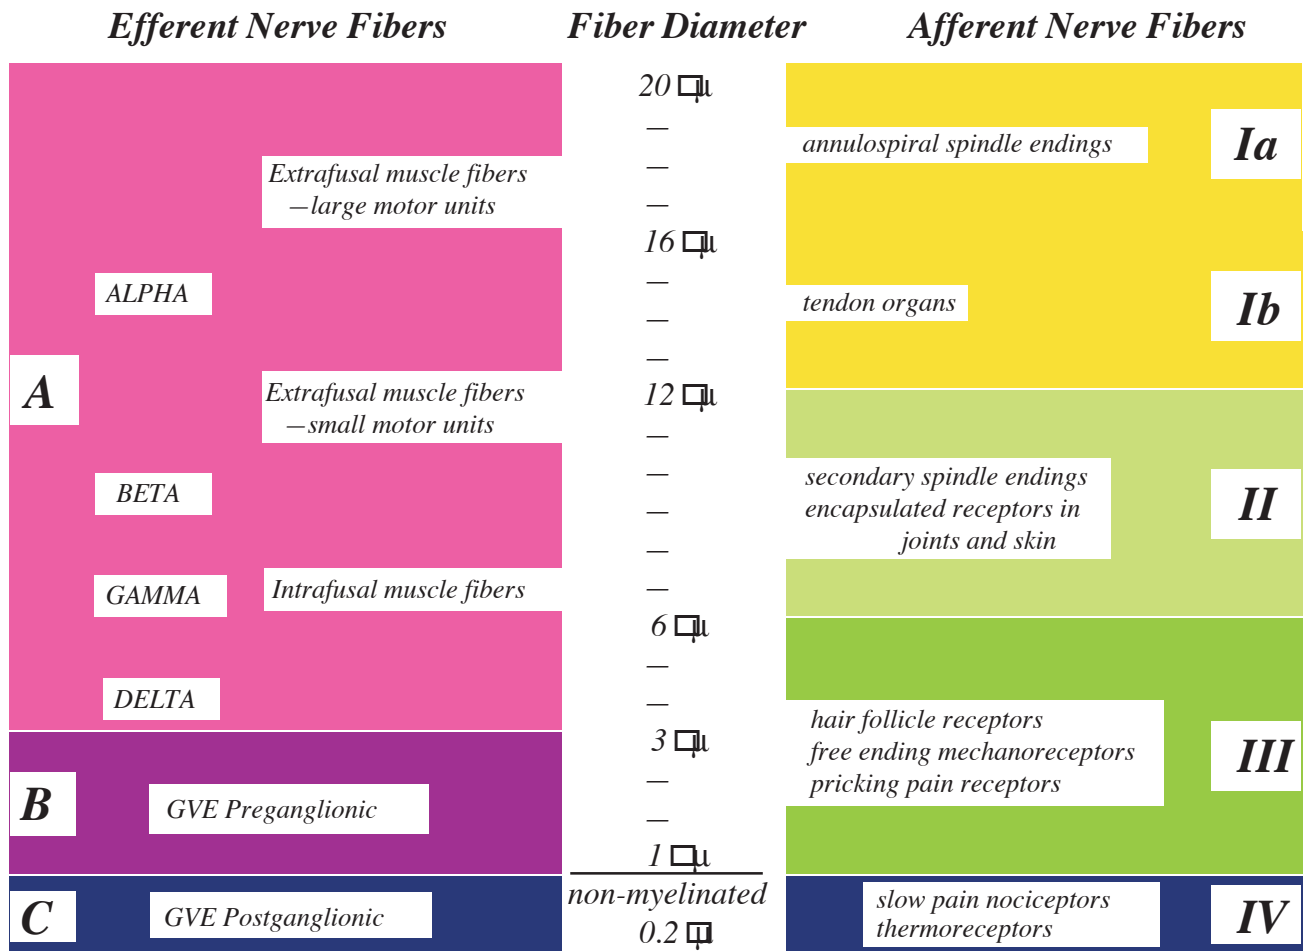 Efferent Nerve Fibers
Fiber Diameter
Afferent Nerve Fibers
A
ALPHA
Extrafusal muscle fibers
—large motor units
Extrafusal muscle fibers
—small motor units
BETA
GAMMA
Intrafusal muscle fibers
DELTA
B
GVE Preganglionic
C
GVE Postganglionic
20 □µ
—
—
—
16 □µ
—
—
—
12 □µ
—
—
—
—
—
6 □µ
—
—
3 □µ
—
—
1 □µ
non-myelinated
0.2 □µ
annulospiral spindle endings
Ia
tendon organs
Ib
secondary spindle endings
encapsulated receptors in
joints and skin
II
hair follicle receptors
free ending mechanoreceptors
pricking pain receptors
III
slow pain nociceptors
thermoreceptors
IV